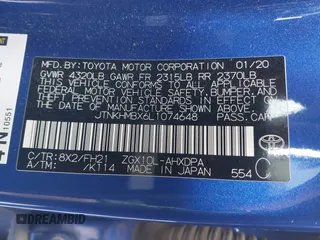 MFD. BY: TOYOTA MOTOR CORPORATION 01/20
GVWR 4320LB GAWR FR 2315LB RR 2370LB
THIS VEHICLE CONFORMS TO ALL APPLICABLE
FEDERAL MOTOR VEHICLE SAFETY, BUMPER, AND
THEFT PREVENTION STANDARDS IN EFFECT ON
THE DATE OF MANUFACTURE SHOWN ABOVE.
JTNKHMBX6L1074648
C/TR: 8X2/FH21 ZGX10L-AHXDPA
A/TM: /K114 MADE IN JAPAN 554 C
10551
DREAMBID